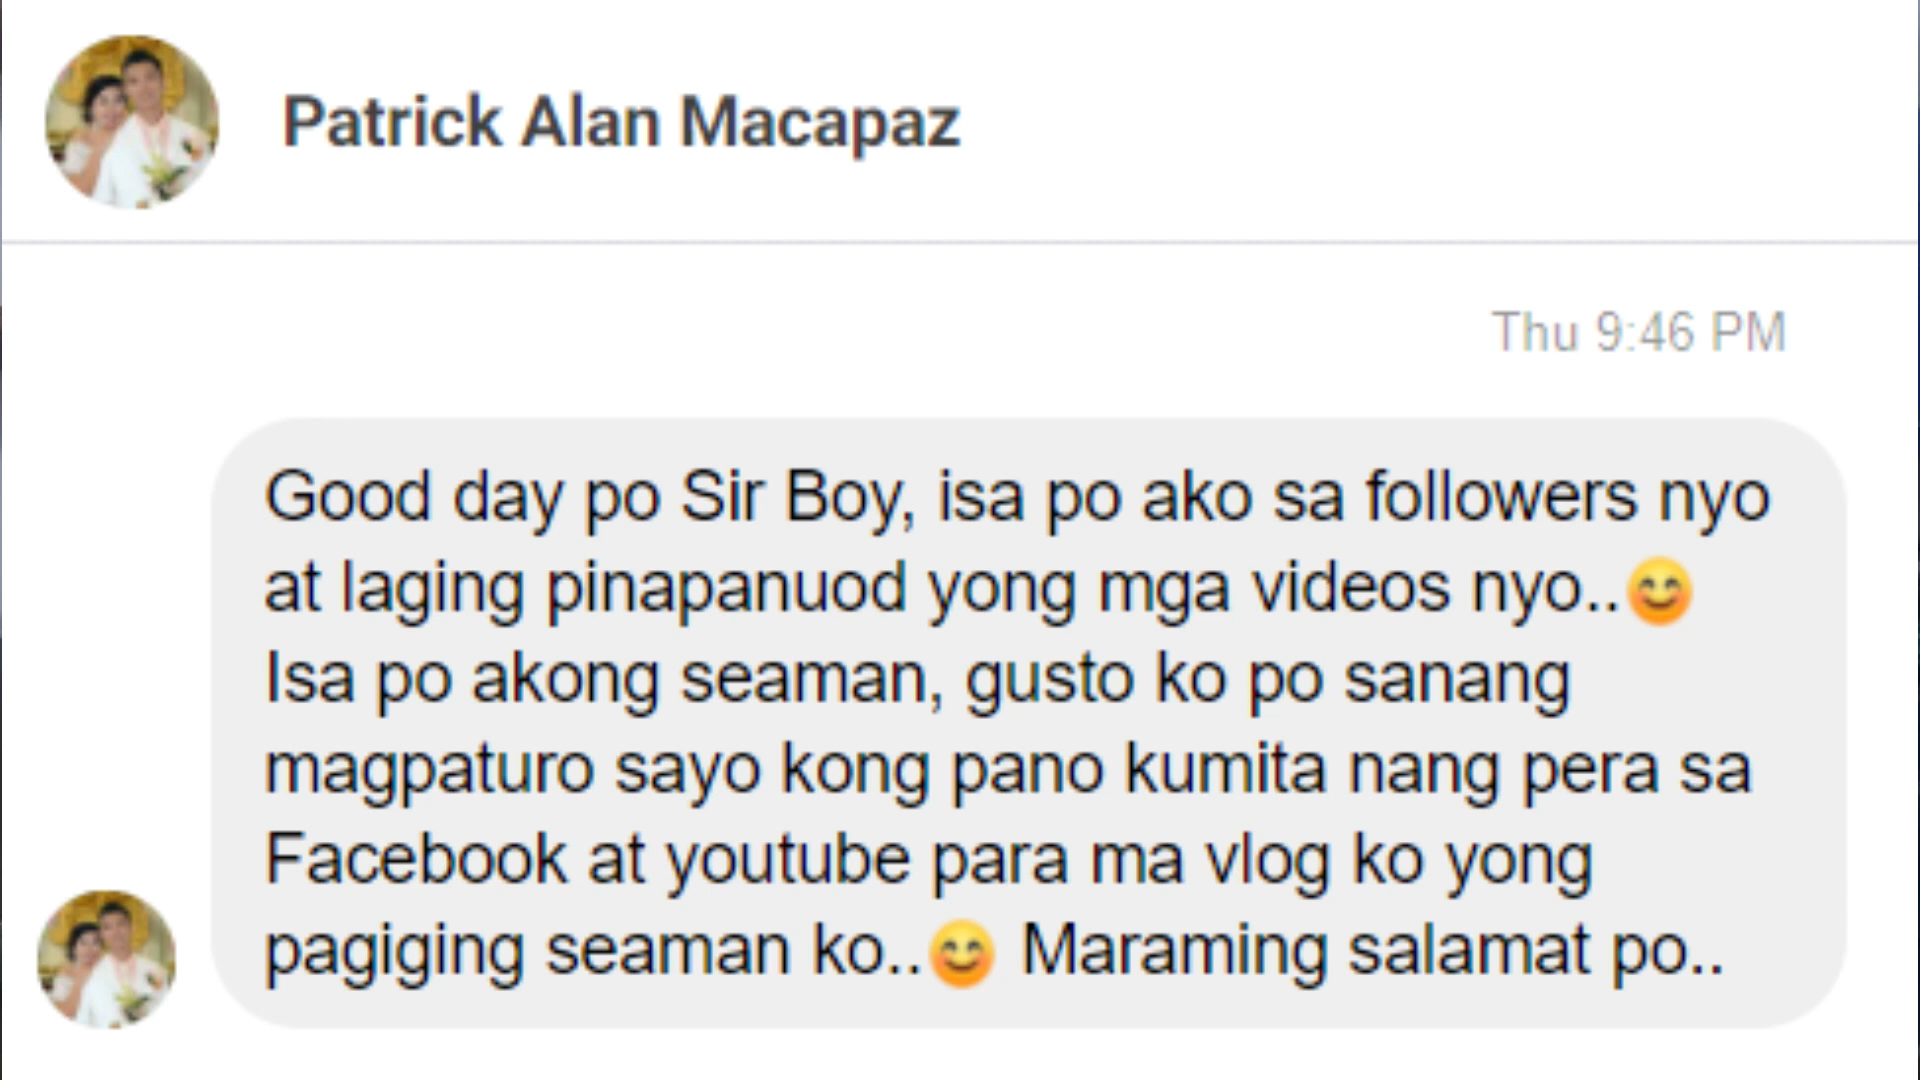 Patrick Alan Macapaz
Thu 9:46 PM
Good day po Sir Boy, isa po ako sa followers nyo
at laging pinapanuod yong mga videos nyo..😊
Isa po akong seaman, gusto ko po sanang
magpaturo sayo kong pano kumita nang pera sa
Facebook at youtube para ma vlog ko yong
pagiging seaman ko..😊 Maraming salamat po..